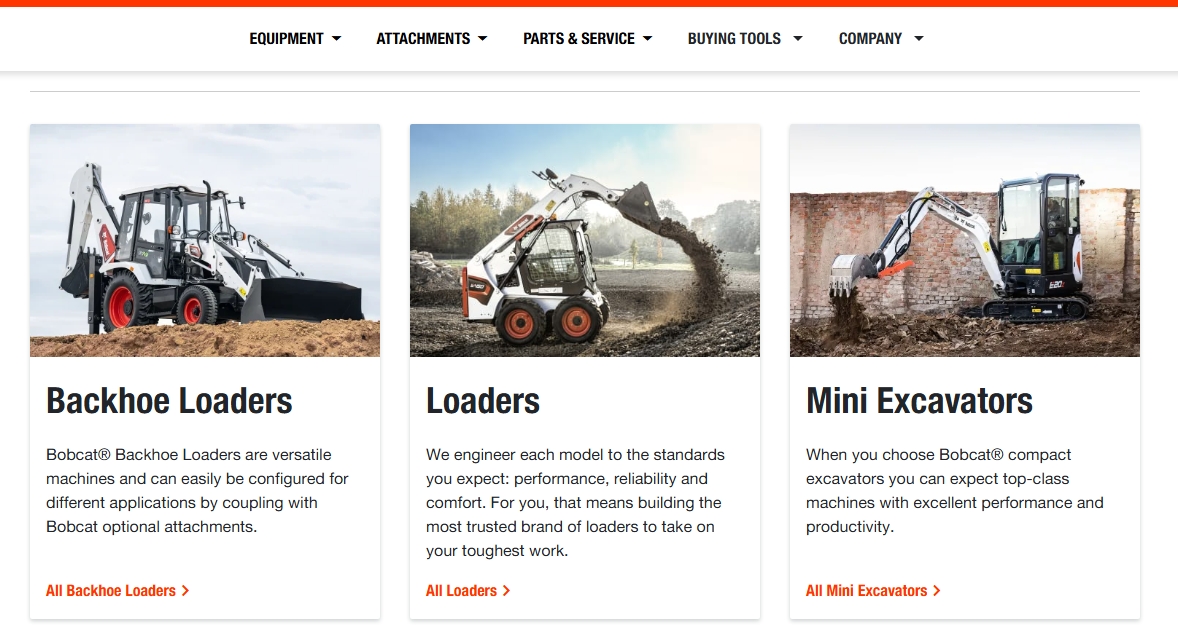 EQUIPMENT
ATTACHMENTS
PARTS & SERVICE
BUYING TOOLS
COMPANY
Backhoe Loaders
Bobcat® Backhoe Loaders are versatile
machines and can easily be configured for
different applications by coupling with
Bobcat optional attachments.
All Backhoe Loaders
Loaders
We engineer each model to the standards
you expect: performance, reliability and
comfort. For you, that means building the
most trusted brand of loaders to take on
your toughest work.
All Loaders
E20z
Mini Excavators
When you choose Bobcat® compact
excavators you can expect top-class
machines with excellent performance and
productivity.
All Mini Excavators